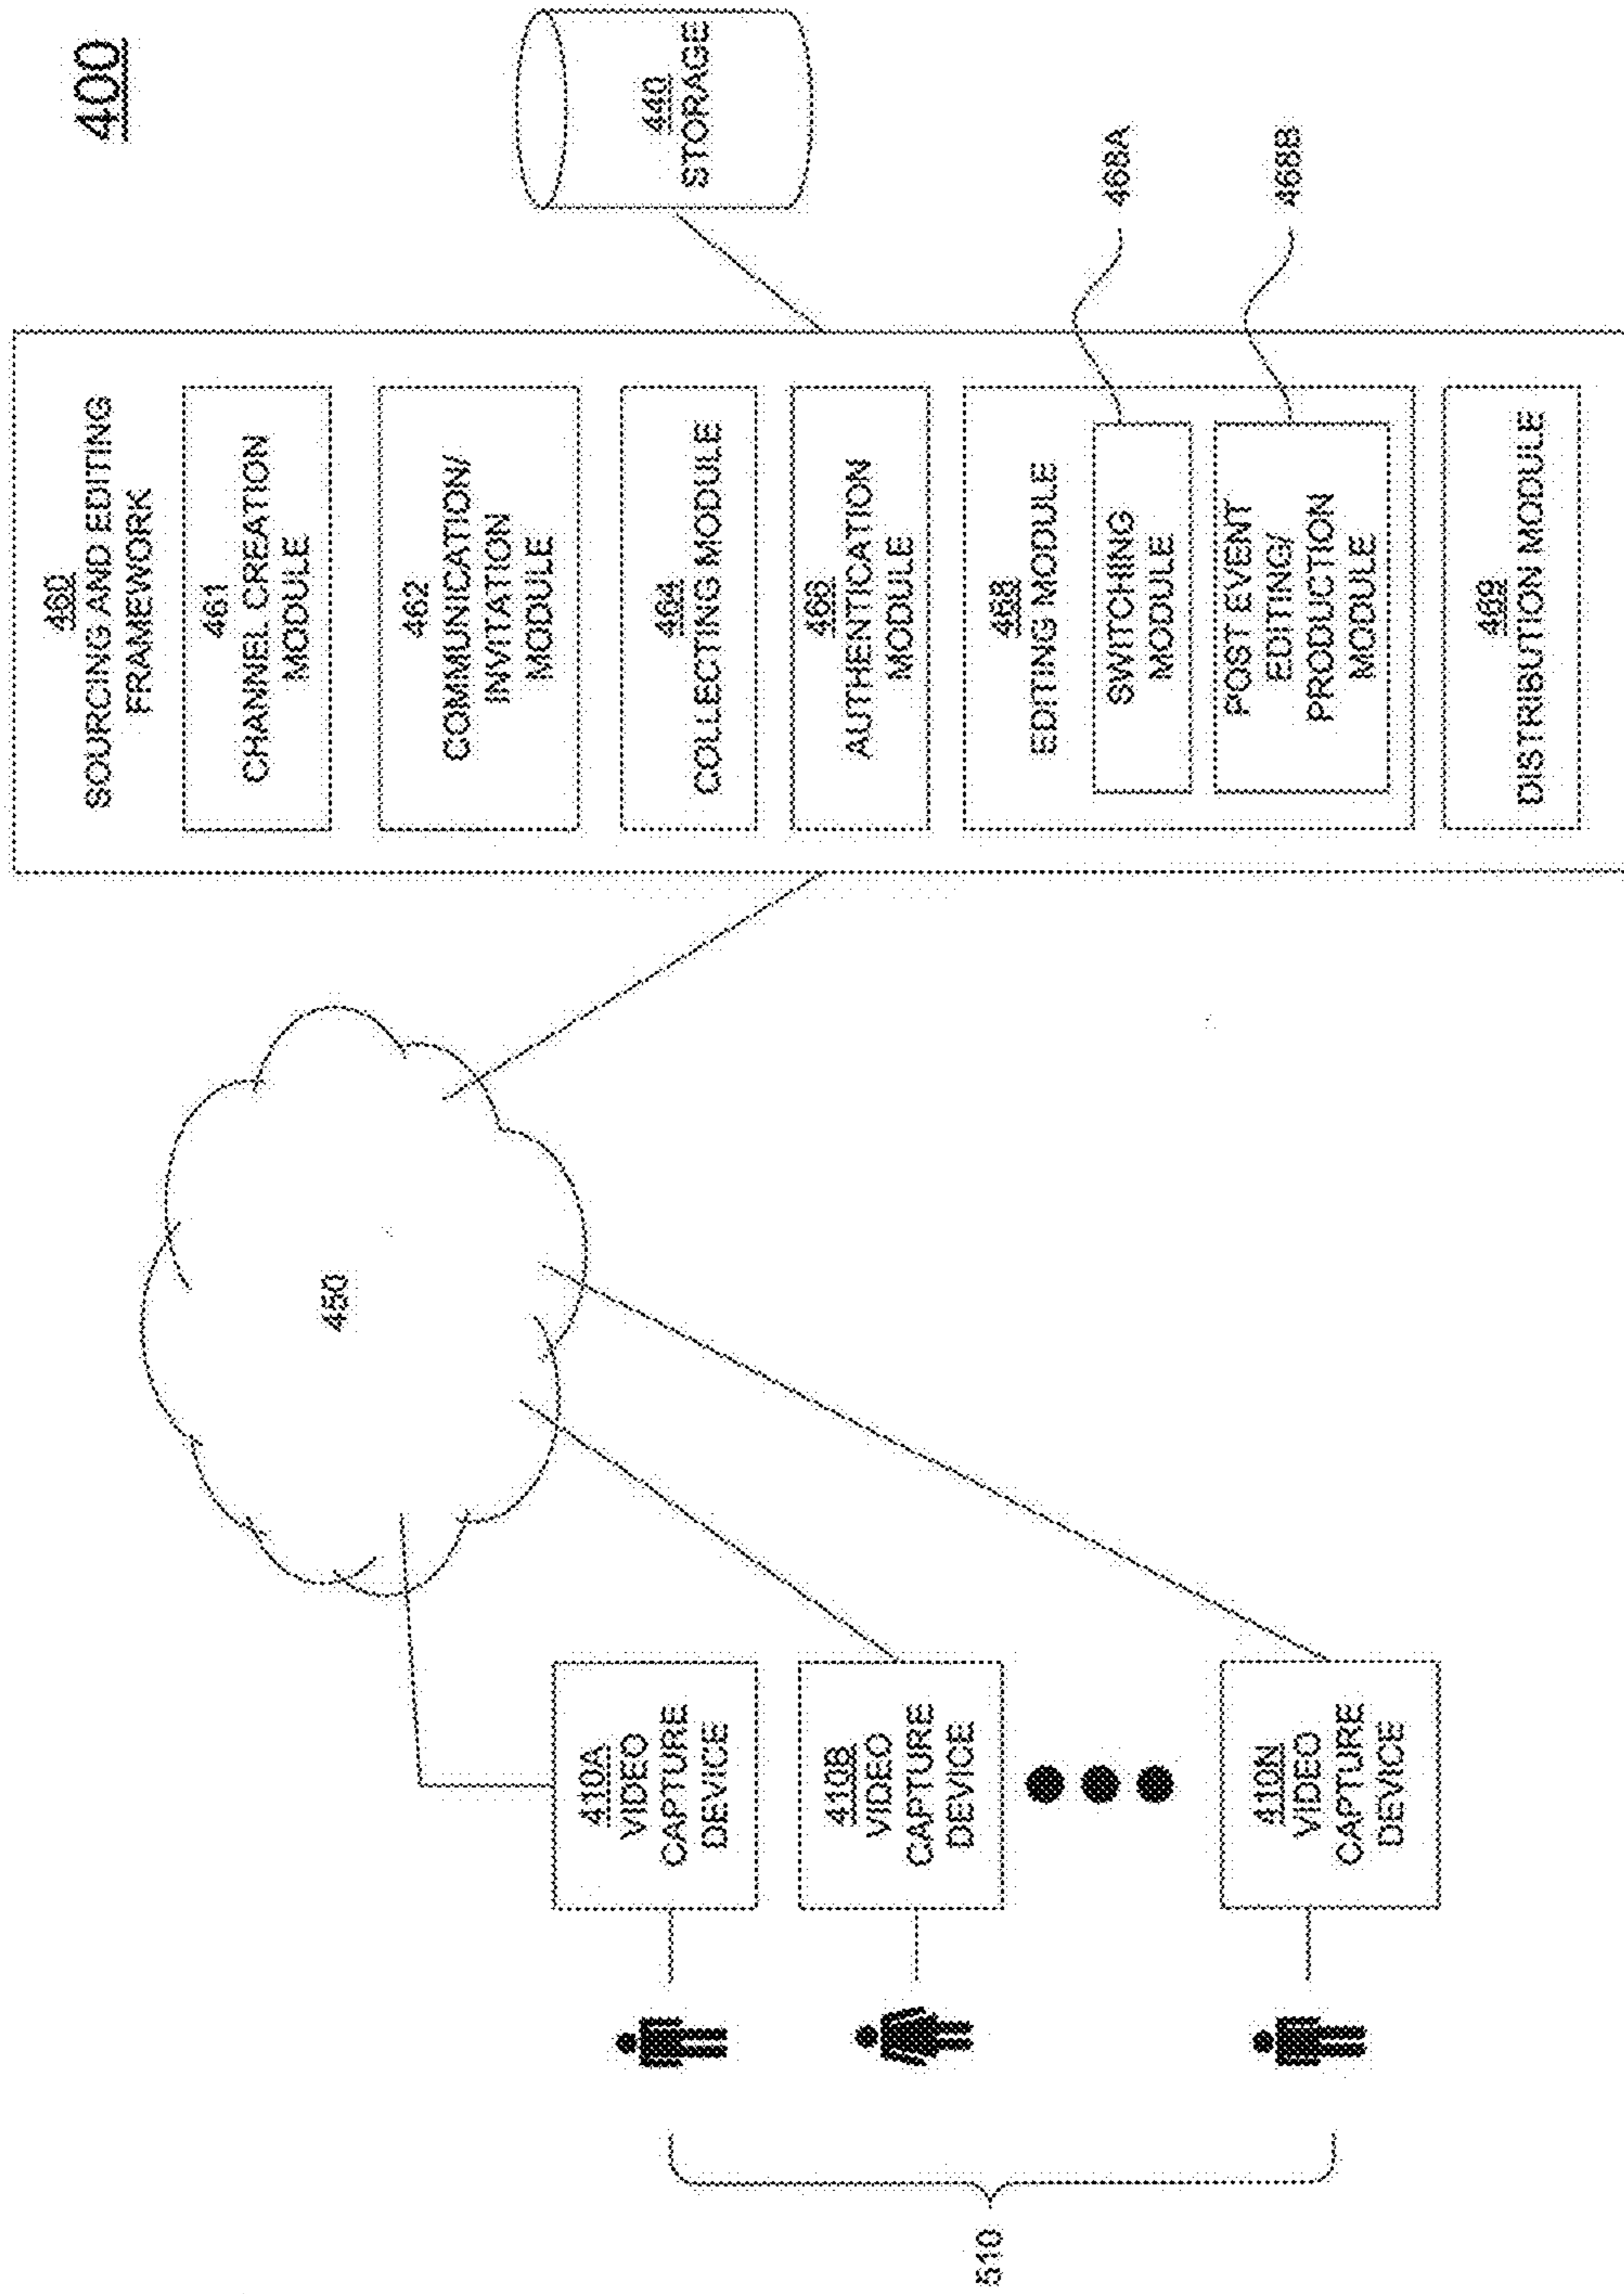 400
510
410A
VIDEO
CAPTURE
DEVICE
410B
VIDEO
CAPTURE
DEVICE
410N
VIDEO
CAPTURE
DEVICE
450
460
SOURCING AND EDITING
FRAMEWORK
461
CHANNEL CREATION
MODULE
462
COMMUNICATION/
INVITATION
MODULE
464
COLLECTING MODULE
466
AUTHENTICATION
MODULE
468
EDITING MODULE
SWITCHING
MODULE
POST EVENT
EDITING/
PRODUCTION
MODULE
469
DISTRIBUTION MODULE
440
STORAGE
468A
468B